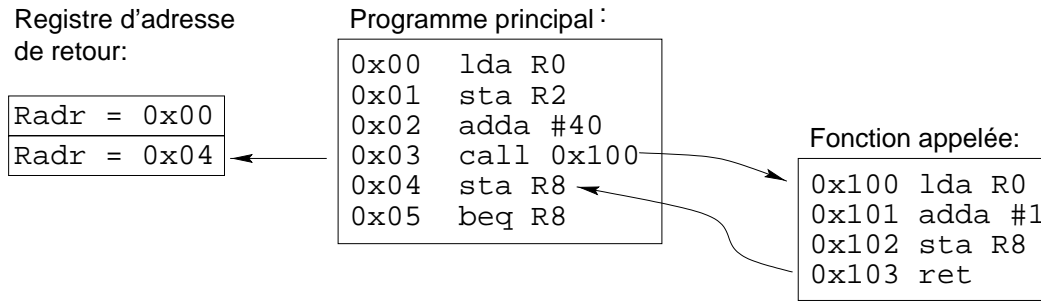 Registre d'adresse
de retour:
Radr = 0x00
Radr = 0x04
Programme principal :
0x00 lda R0
0x01 sta R2
0x02 adda #40
0x03 call 0x100
0x04 sta R8
0x05 beq R8
Fonction appelée:
0x100 lda R0
0x101 adda #1
0x102 sta R8
0x103 ret